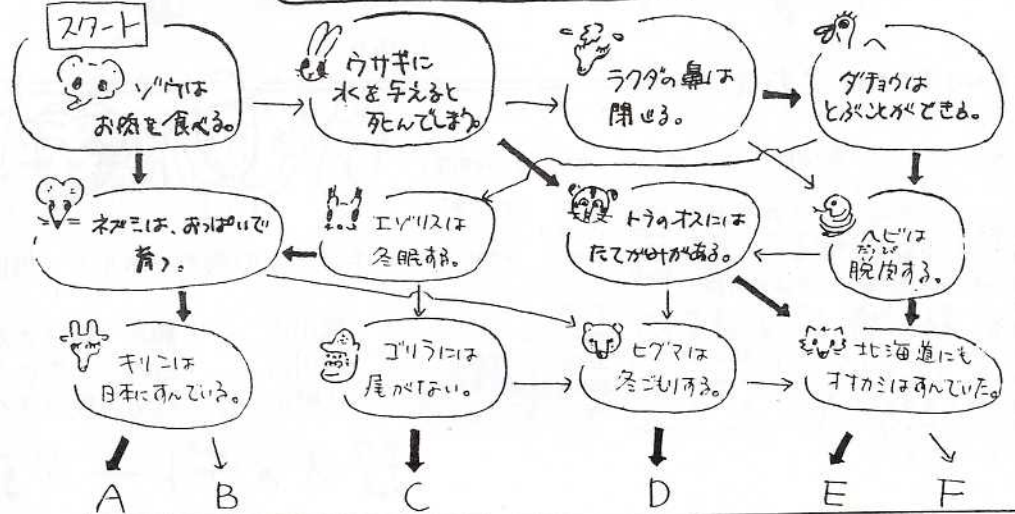 スタート
ゾウは
お肉を食べる。
ウサギに
水を与えると
死んでしまう。
ラクダの鼻は
閉じる。
ダチョウは
とぶことができる。
ネズミは、おっぱいで
育つ。
エゾリスは
冬眠する。
トラのオスには
たてがみがある。
ヘビは
だっぴ
脱皮する。
キリンは
日本にすんでいる。
ゴリラには
尾がない。
ヒグマは
冬ごもりする。
北海道にも
オオカミはすんでいた。
A
B
C
D
E
F